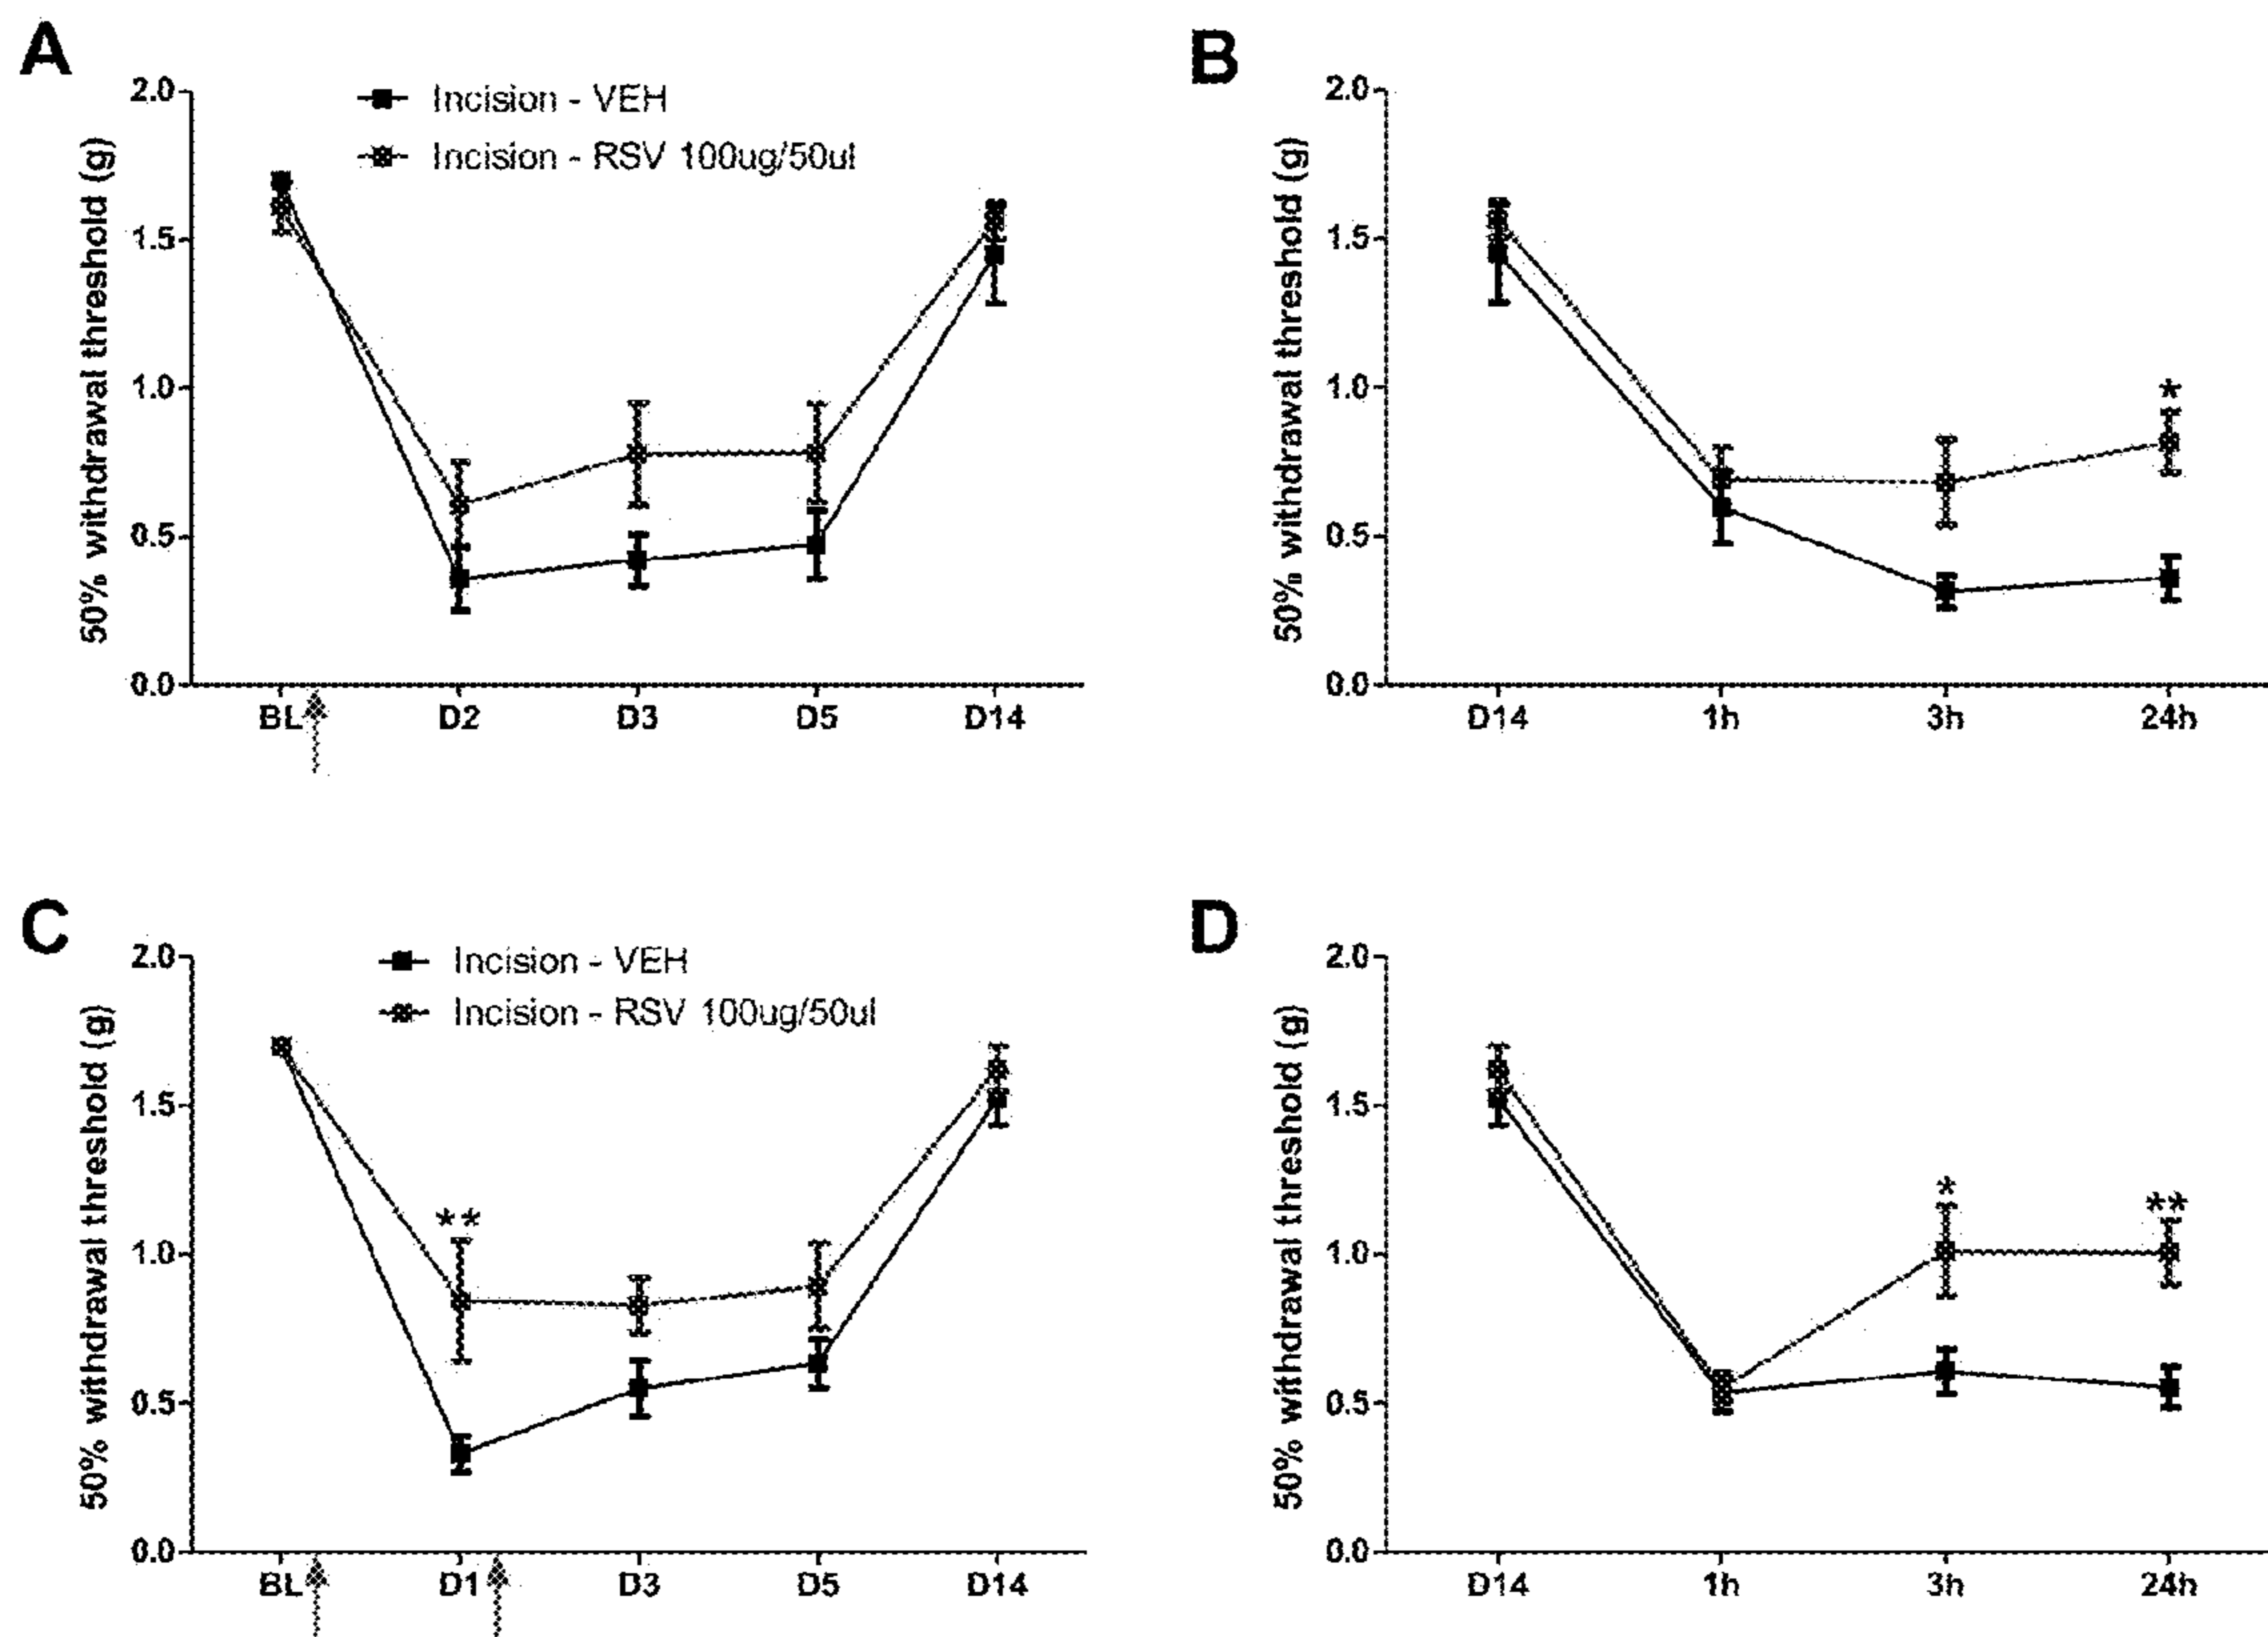 A
50% withdrawal threshold (g)
2.0
1.5
1.0
0.5
0.0
Incision - VEH
Incision - RSV 100ug/50ul
BL D2 D3 D5 D14
B
50% withdrawal threshold (g)
2.0
1.5
1.0
0.5
0.0
*
D14 1h 3h 24h
C
50% withdrawal threshold (g)
2.0
1.5
1.0
0.5
0.0
Incision - VEH
Incision - RSV 100ug/50ul
**
BL D1 D3 D5 D14
D
50% withdrawal threshold (g)
2.0
1.5
1.0
0.5
0.0
* **
D14 1h 3h 24h